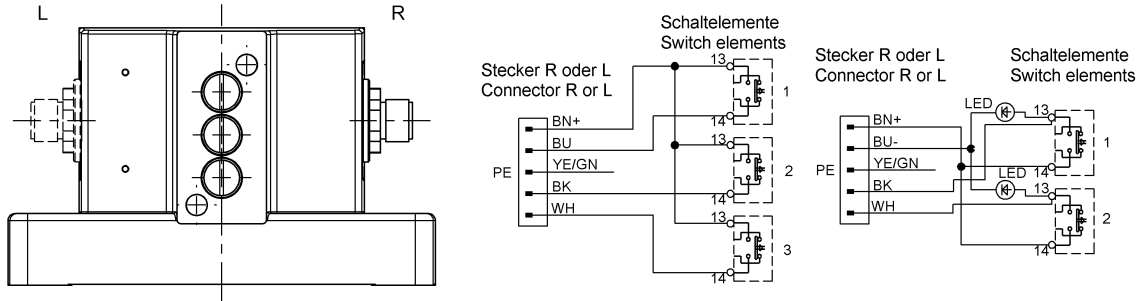 L
R
Schaltelemente
Switch elements
Stecker R oder L
Connector R or L
13
1
14
BN+
BU
PE
YE/GN
BK
WH
13
2
14
13
3
14
Stecker R oder L
Connector R or L
Schaltelemente
Switch elements
LED
13
BN+
BU-
1
PE
YE/GN
14
BK
LED
13
WH
2
14